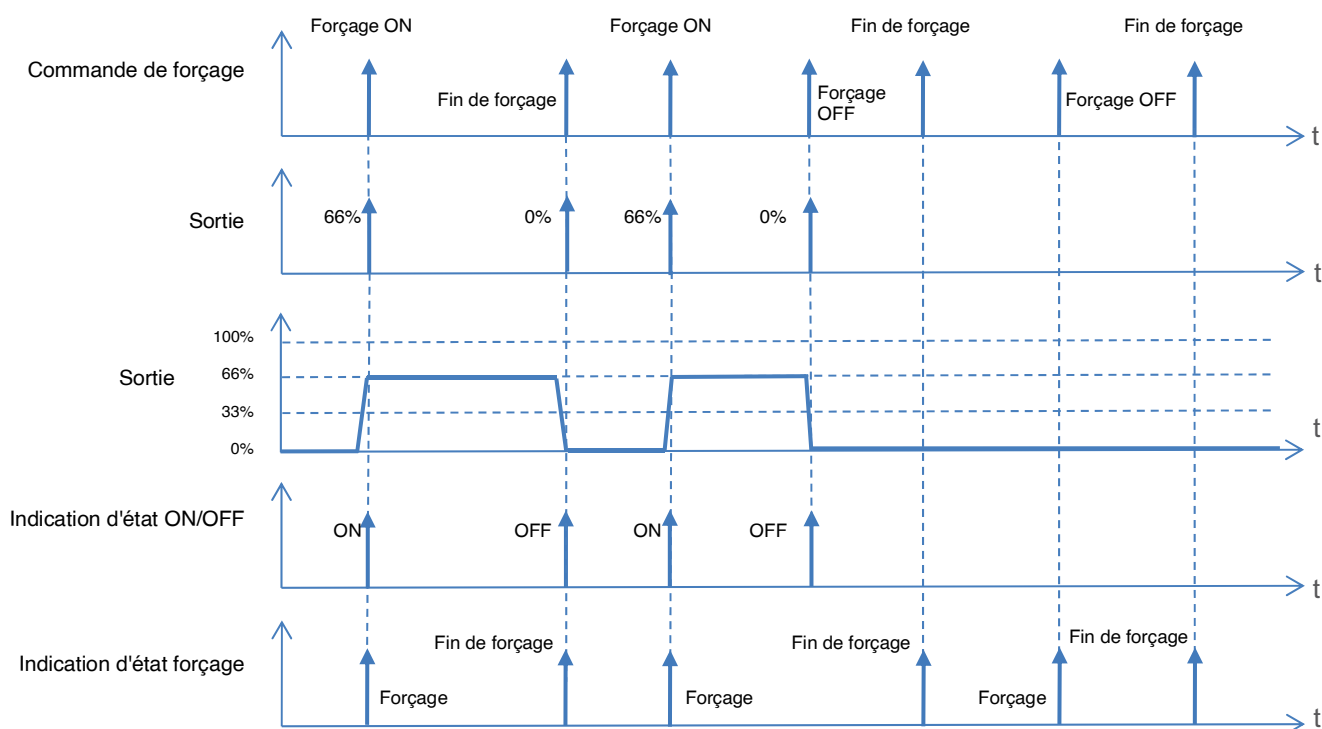 Forçage ON
Forçage ON
Fin de forçage
Fin de forçage
Commande de forçage
Fin de forçage
Forçage
OFF
Forçage OFF
t
Sortie
66%
0%
66%
0%
t
100%
66%
33%
0%
Sortie
t
Indication d'état ON/OFF
ON
OFF
ON
OFF
t
Indication d'état forçage
Fin de forçage
Fin de forçage
Fin de forçage
Forçage
Forçage
Forçage
t